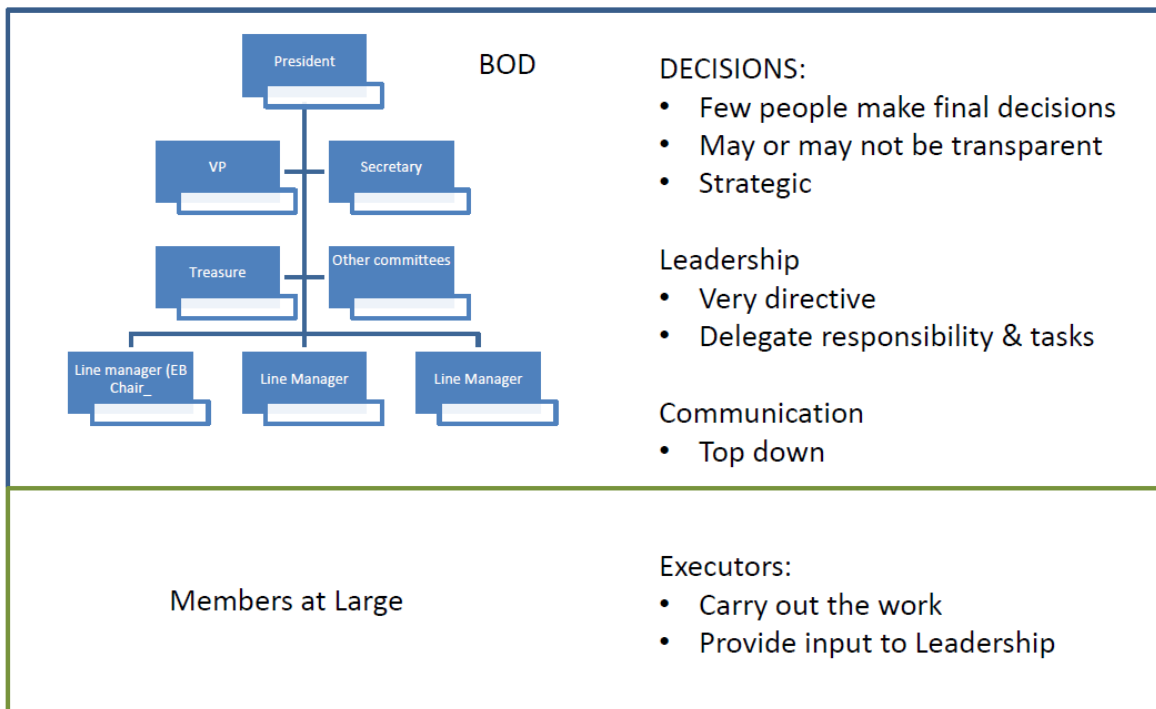 President
BOD
VP
Secretary
Treasure
Other committees
Line manager (EB
Chair_
Line Manager
Line Manager
DECISIONS:
• Few people make final decisions
• May or may not be transparent
• Strategic
Leadership
• Very directive
• Delegate responsibility & tasks
Communication
• Top down
Members at Large
Executors:
• Carry out the work
• Provide input to Leadership